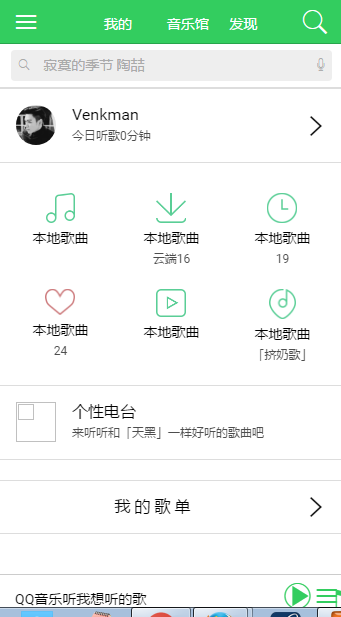 我的 音乐馆 发现
寂寞的季节 陶喆
Venkman
今日听歌0分钟
本地歌曲 本地歌曲 本地歌曲
云端16 19
本地歌曲 本地歌曲 本地歌曲
24 「挤奶歌」
个性电台
来听听和「天黑」一样好听的歌曲吧
我的歌单
QQ音乐听我想听的歌